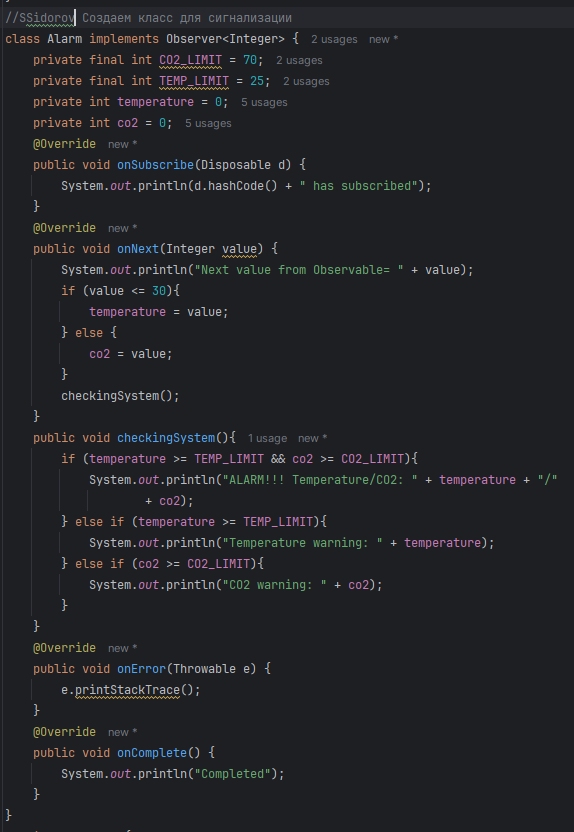 //SSidorov Создаем класс для сигнализации
class Alarm implements Observer<Integer> {  2 usages  new *
    private final int CO2_LIMIT = 70;  2 usages
    private final int TEMP_LIMIT = 25;  2 usages
    private int temperature = 0;  5 usages
    private int co2 = 0;  5 usages
    @Override  new *
    public void onSubscribe(Disposable d) {
        System.out.println(d.hashCode() + " has subscribed");
    }
    @Override  new *
    public void onNext(Integer value) {
        System.out.println("Next value from Observable= " + value);
        if (value <= 30){
            temperature = value;
        } else {
            co2 = value;
        }
        checkingSystem();
    }
    public void checkingSystem(){  1 usage  new *
        if (temperature >= TEMP_LIMIT && co2 >= CO2_LIMIT){
            System.out.println("ALARM!!! Temperature/CO2: " + temperature + "/"
                    + co2);
        } else if (temperature >= TEMP_LIMIT){
            System.out.println("Temperature warning: " + temperature);
        } else if (co2 >= CO2_LIMIT){
            System.out.println("CO2 warning: " + co2);
        }
    }
    @Override  new *
    public void onError(Throwable e) {
        e.printStackTrace();
    }
    @Override  new *
    public void onComplete() {
        System.out.println("Completed");
    }
}